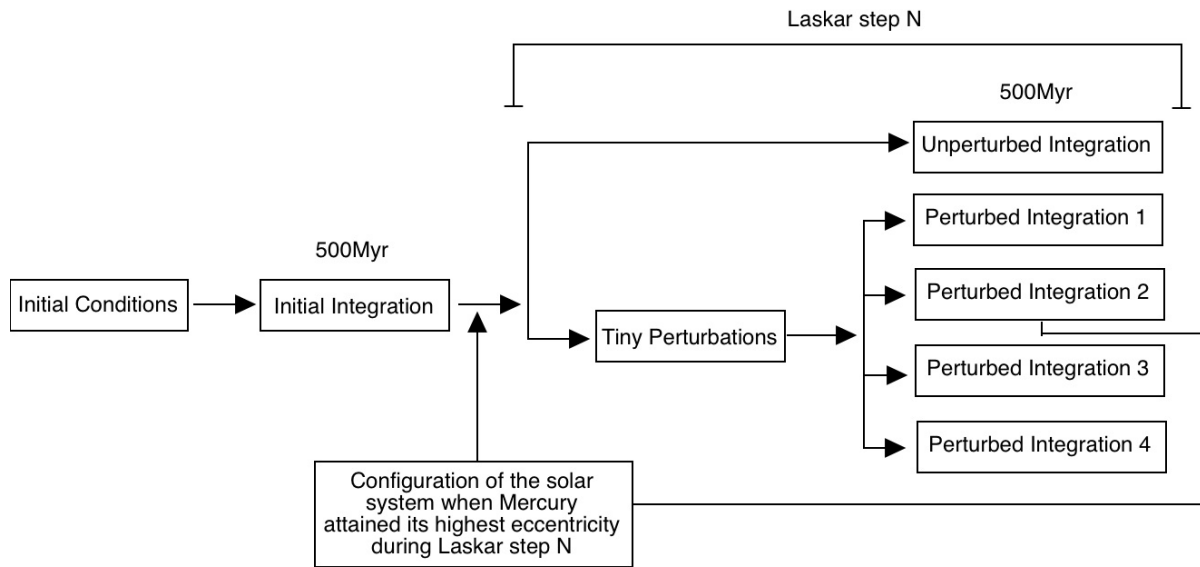 Laskar step N
500Myr
Unperturbed Integration
Perturbed Integration 1
500Myr
Initial Conditions
Initial Integration
Perturbed Integration 2
Tiny Perturbations
Perturbed Integration 3
Perturbed Integration 4
Configuration of the solar
system when Mercury
attained its highest eccentricity
during Laskar step N